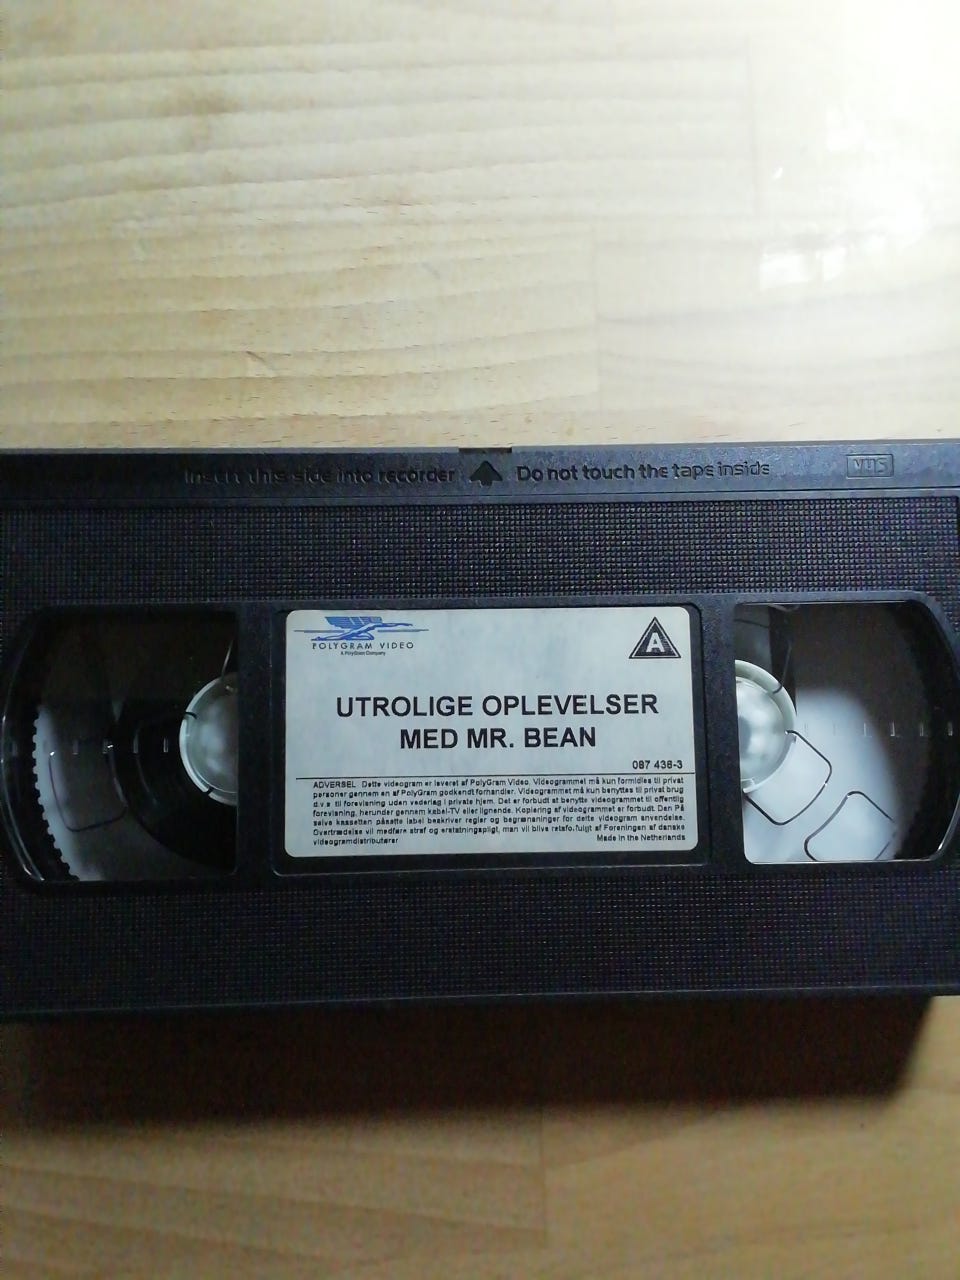 Insert this side into recorder Do not touch the tape inside VHS
POLYGRAM VIDEO
A PolyGram Company
A
UTROLIGE OPLEVELSER
MED MR. BEAN
087 436-3
ADVERSEL Dette videogram er leveret af PolyGram Video. Videogrammet må kun formidles til privat
personer gennem en af PolyGram godkendt forhandler. Videogrammet må kun benyttes til privat brug
d.v.s til forevisning uden vederlag i private hjem. Det er forbudt at benytte videogrammet til offentlig
forevisning, herunder gennem kabel-TV eller lignende. Kopiering af videogrammet er forbudt. Den På
selve kassetten påsatte label beskriver regler og begrænsninger for dette videogram anvendelse.
Overtrædelse vil medføre straf og erstatningspligt, man vil blive retsfo.fulgt af Foreningen af danske
videogramdistributører Made in the Netherlands